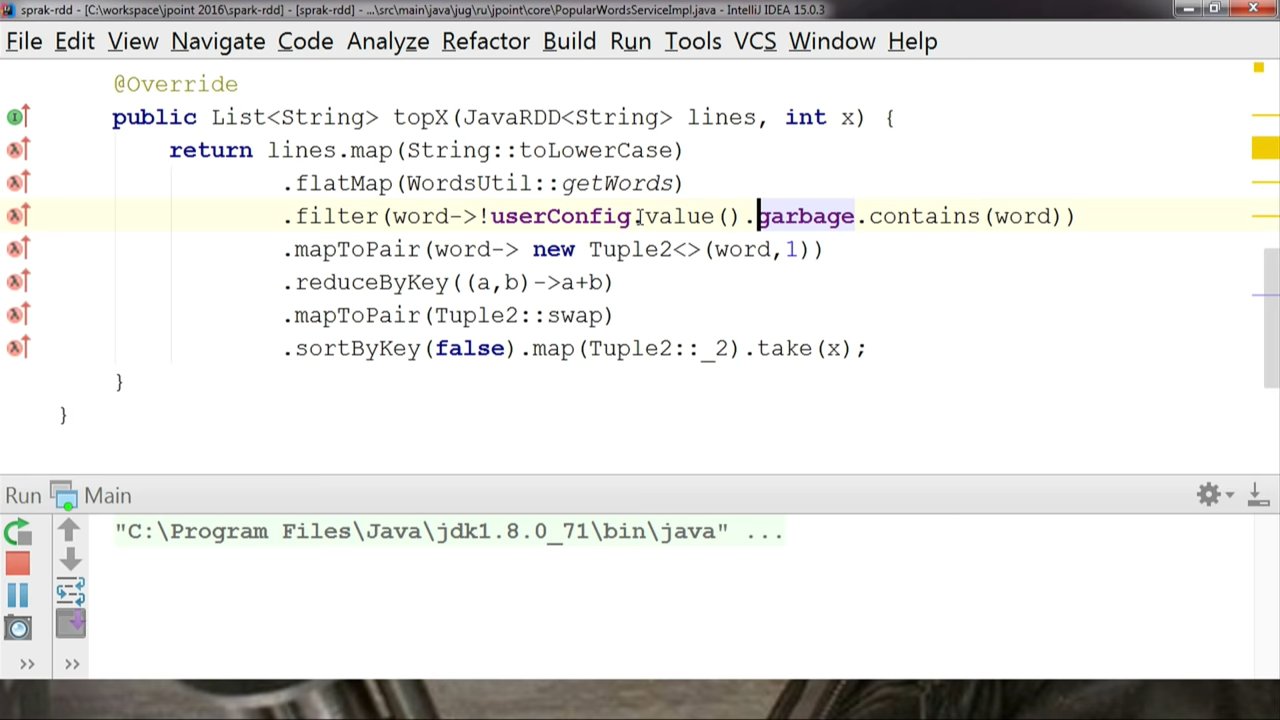 sprak-rdd - [C:\workspace\jpoint 2016\spark-rdd] - [sprak-rdd] - ...\src\main\java\jug\ru\jpoint\core\PopularWordsServiceImpl.java - IntelliJ IDEA 15.0.3
File Edit View Navigate Code Analyze Refactor Build Run Tools VCS Window Help
@Override
public List<String> topX(JavaRDD<String> lines, int x) {
return lines.map(String::toLowerCase)
.flatMap(WordsUtil::getWords)
.filter(word->!userConfig.value().garbage.contains(word))
.mapToPair(word-> new Tuple2<>(word,1))
.reduceByKey((a,b)->a+b)
.mapToPair(Tuple2::swap)
.sortByKey(false).map(Tuple2::_2).take(x);
}
}
Run Main
"C:\Program Files\Java\jdk1.8.0_71\bin\java" ...